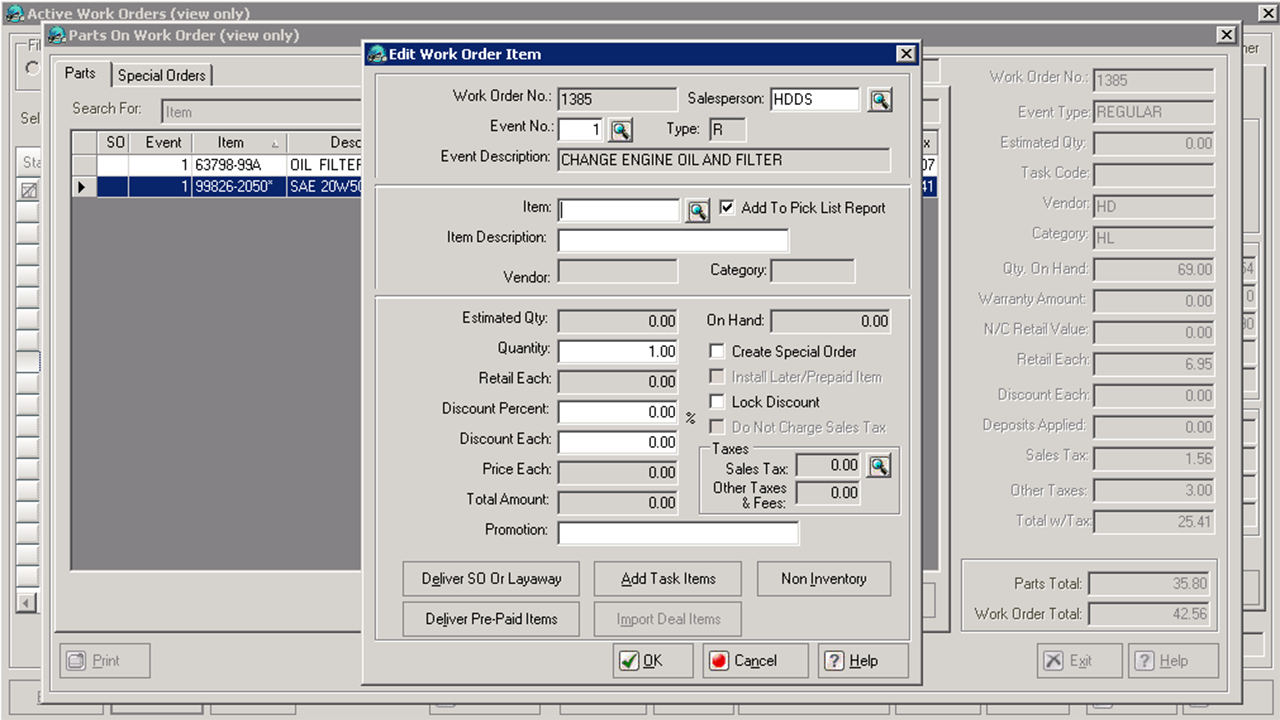 Active Work Orders (view only)
Parts On Work Order (view only)
Edit Work Order Item
Parts
Special Orders
Search For:
Item
SO Event Item
1 63798-99A OIL FILTER
1 99826-2050* SAE 20W50
Work Order No.: 1385 Salesperson: HDDS
Event No.: 1 Type: R
Event Description: CHANGE ENGINE OIL AND FILTER
Item: Add To Pick List Report
Item Description:
Vendor: Category:
Estimated Qty: 0.00 On Hand: 0.00
Quantity: 1.00 Create Special Order
Retail Each: 0.00 Install Later/Prepaid Item
Discount Percent: 0.00 % Lock Discount
Do Not Charge Sales Tax
Discount Each: 0.00
Taxes
Price Each: 0.00 Sales Tax: 0.00
Total Amount: 0.00 Other Taxes & Fees: 0.00
Promotion:
Deliver SO Or Layaway Add Task Items Non Inventory
Deliver Pre-Paid Items Import Deal Items
OK Cancel Help
Work Order No.: 1385
Event Type: REGULAR
Estimated Qty: 0.00
Task Code:
Vendor: HD
Category: HL
Qty. On Hand: 69.00
Warranty Amount: 0.00
N/C Retail Value: 0.00
Retail Each: 6.95
Discount Each: 0.00
Deposits Applied: 0.00
Sales Tax: 1.56
Other Taxes: 3.00
Total w/Tax: 25.41
Parts Total: 35.80
Work Order Total: 42.56
Print
Exit Help